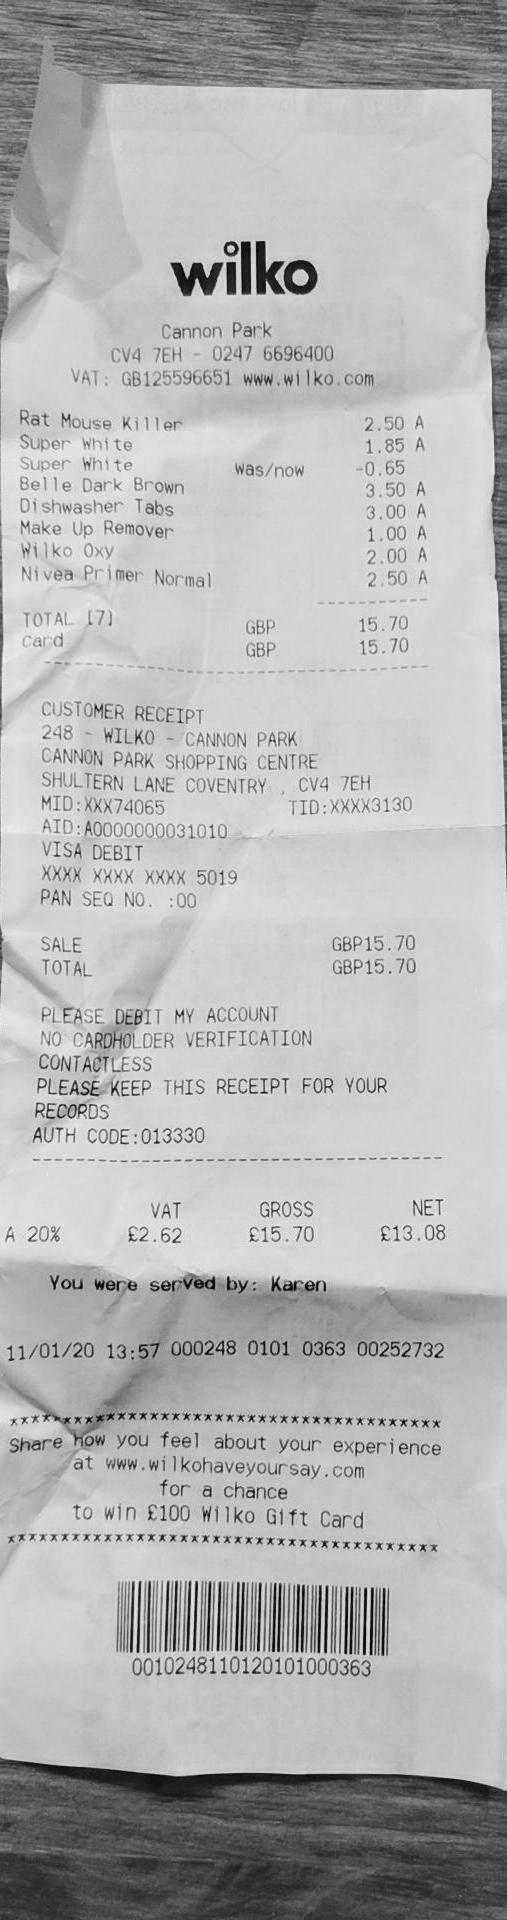 wilko
Cannon Park
CV4 7EH - 0247 6696400
VAT: GB125596651 www.wilko.com
Rat Mouse Killer 2.50 A
Super White 1.85 A
Super White was/now -0.65
Belle Dark Brown 3.50 A
Dishwasher Tabs 3.00 A
Make Up Remover 1.00 A
Wilko Oxy 2.00 A
Nivea Primer Normal 2.50 A
TOTAL [7] GBP 15.70
Card GBP 15.70
CUSTOMER RECEIPT
248 - WILKO - CANNON PARK
CANNON PARK SHOPPING CENTRE
SHULTERN LANE COVENTRY , CV4 7EH
MID:XXX74065 TID:XXXX3130
AID:A0000000031010
VISA DEBIT
XXXX XXXX XXXX 5019
PAN SEQ NO. :00
SALE GBP15.70
TOTAL GBP15.70
PLEASE DEBIT MY ACCOUNT
NO CARDHOLDER VERIFICATION
CONTACTLESS
PLEASE KEEP THIS RECEIPT FOR YOUR
RECORDS
AUTH CODE:013330
VAT GROSS NET
A 20% £2.62 £15.70 £13.08
You were served by: Karen
11/01/20 13:57 000248 0101 0363 00252732
****************************************
Share how you feel about your experience
at www.wilkohaveyoursay.com
for a chance
to win £100 Wilko Gift Card
****************************************
0010248110120101000363